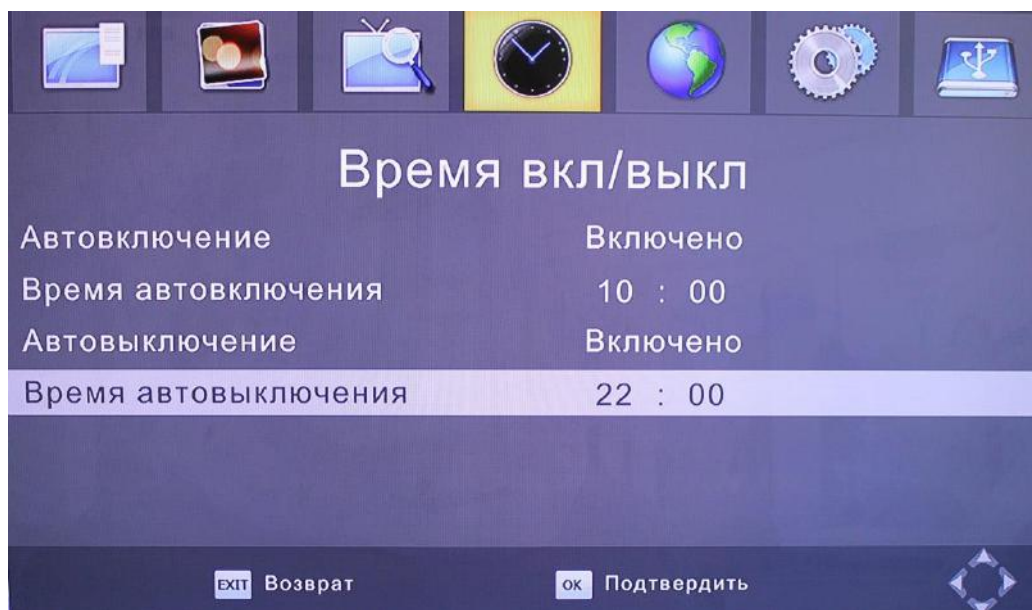 Время вкл/выкл
Автовключение Включено
Время автовключения 10 : 00
Автовыключение Включено
Время автовыключения 22 : 00
EXIT Возврат OK Подтвердить